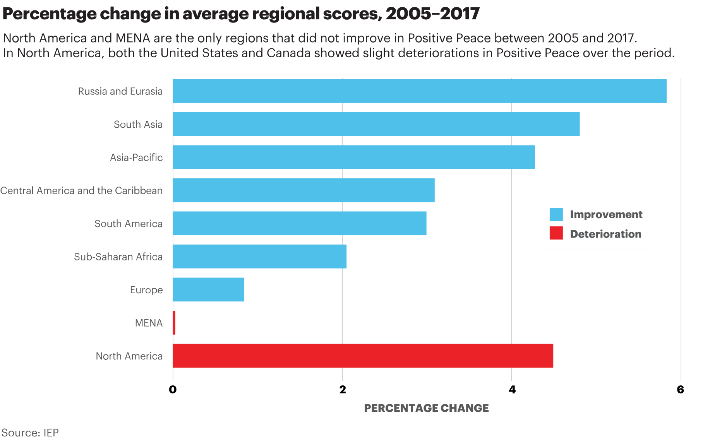 Percentage change in average regional scores, 2005–2017
North America and MENA are the only regions that did not improve in Positive Peace between 2005 and 2017.
In North America, both the United States and Canada showed slight deteriorations in Positive Peace over the period.
Russia and Eurasia
South Asia
Asia-Pacific
Central America and the Caribbean
South America
Sub-Saharan Africa
Europe
MENA
North America
Improvement
Deterioration
0 2 4 6
PERCENTAGE CHANGE
Source: IEP